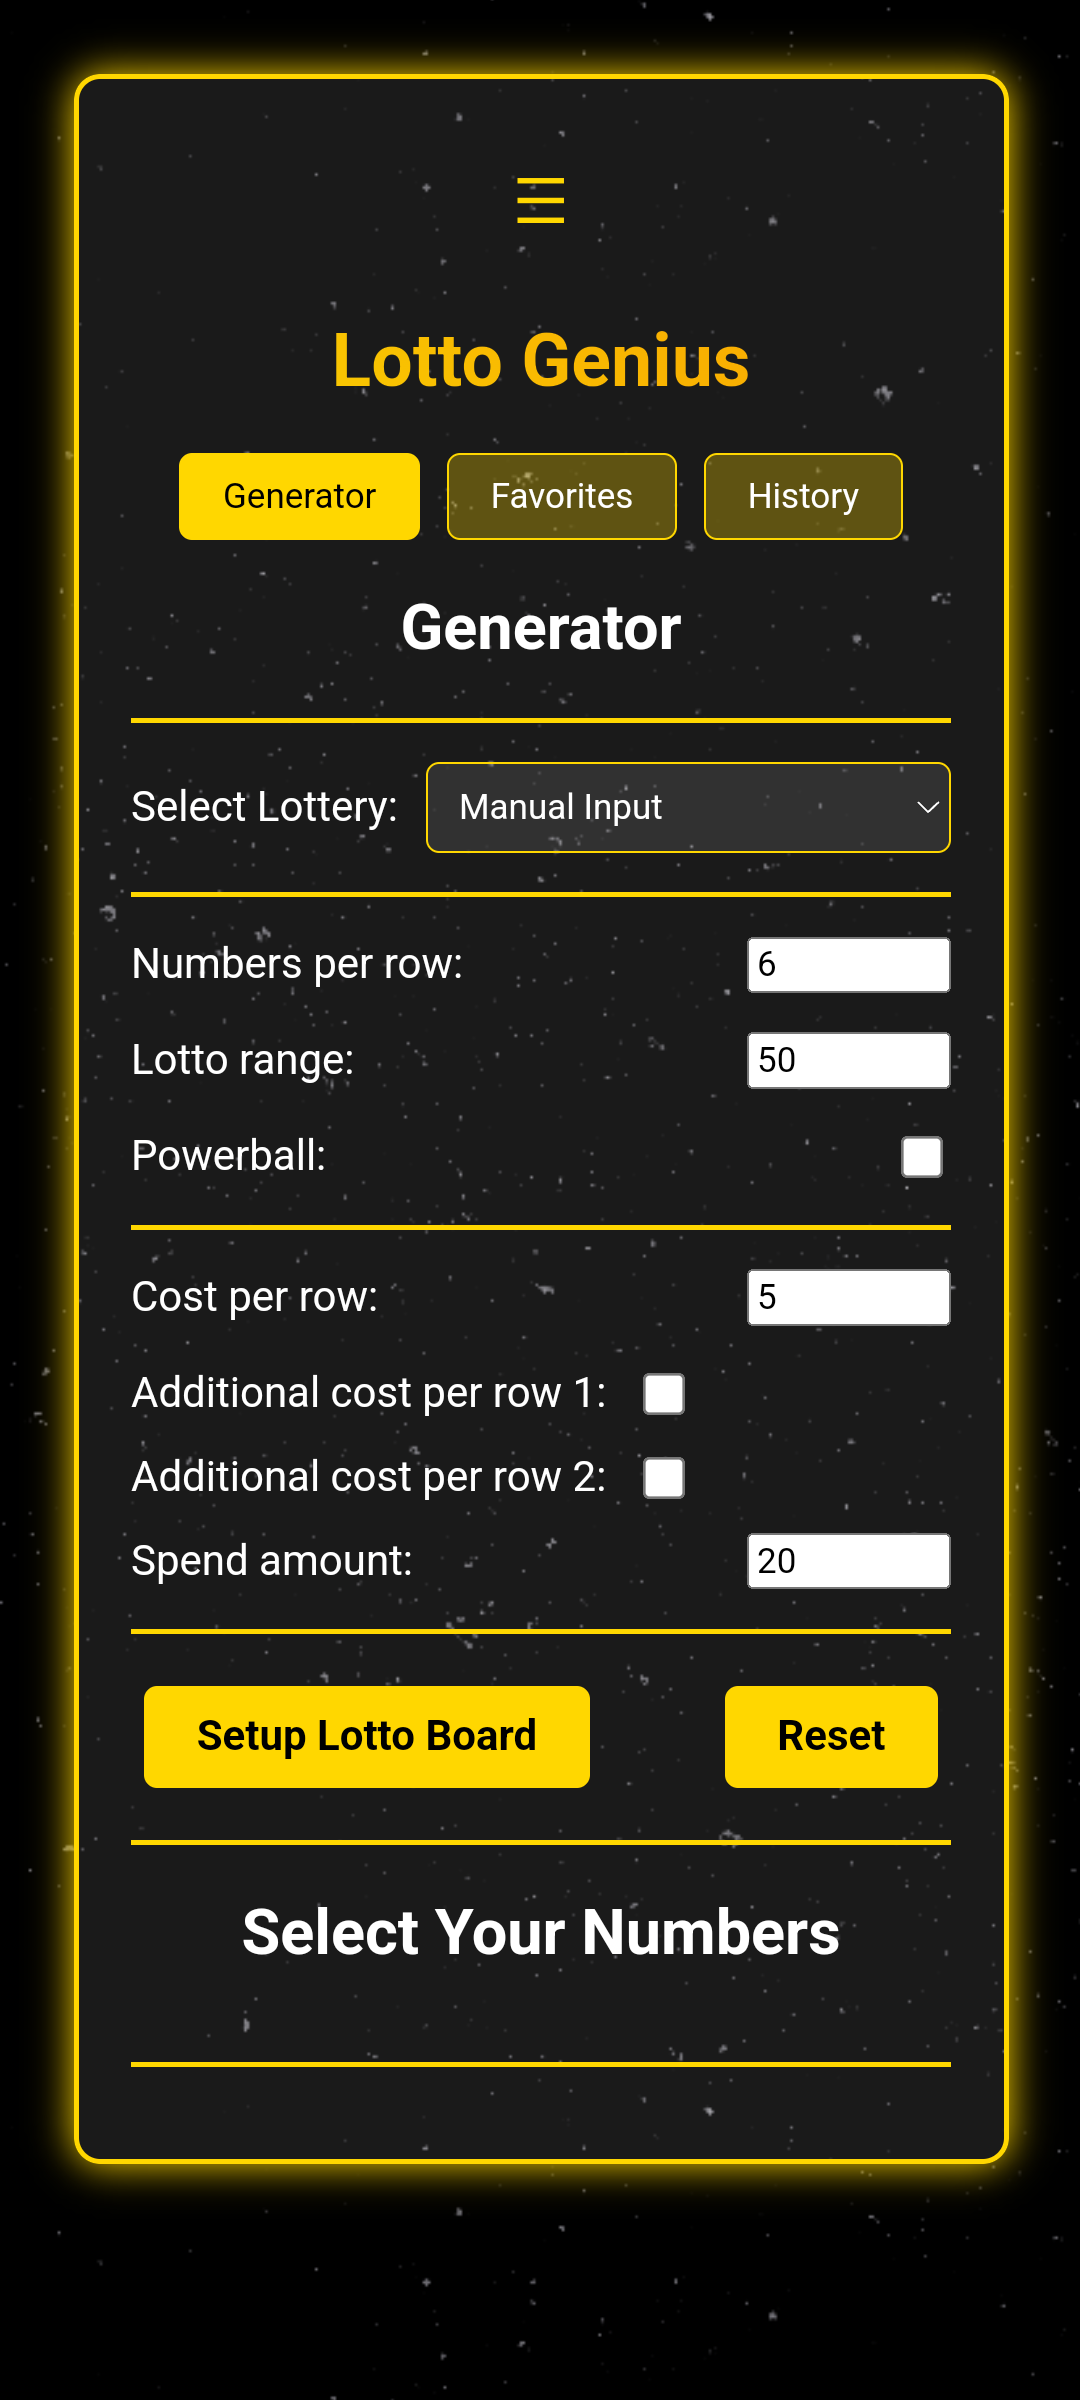 Lotto Genius
Generator Favorites History
Generator
Select Lottery: Manual Input
Numbers per row: 6
Lotto range: 50
Powerball:
Cost per row: 5
Additional cost per row 1:
Additional cost per row 2:
Spend amount: 20
Setup Lotto Board Reset
Select Your Numbers